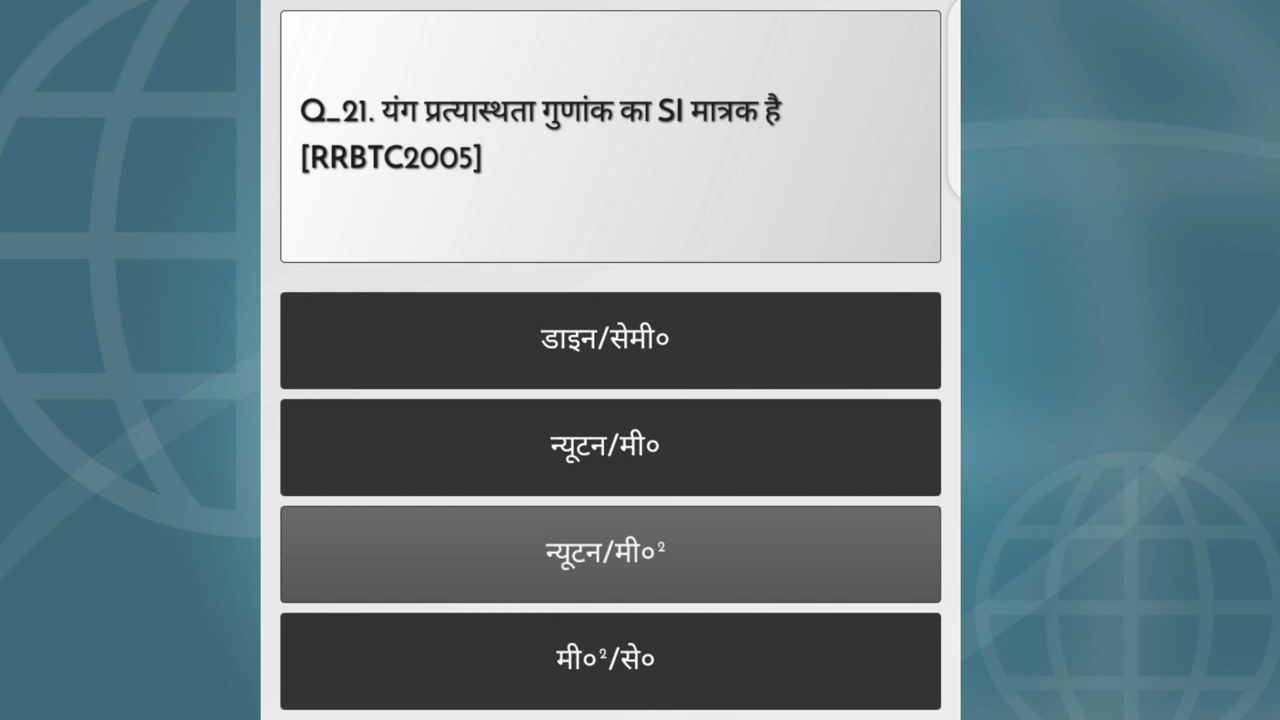 Q_21. यंग प्रत्यास्थता गुणांक का SI मात्रक है
[RRBTC2005]
डाइन/सेमी०
न्यूटन/मी०
न्यूटन/मी०²
मी०²/से०